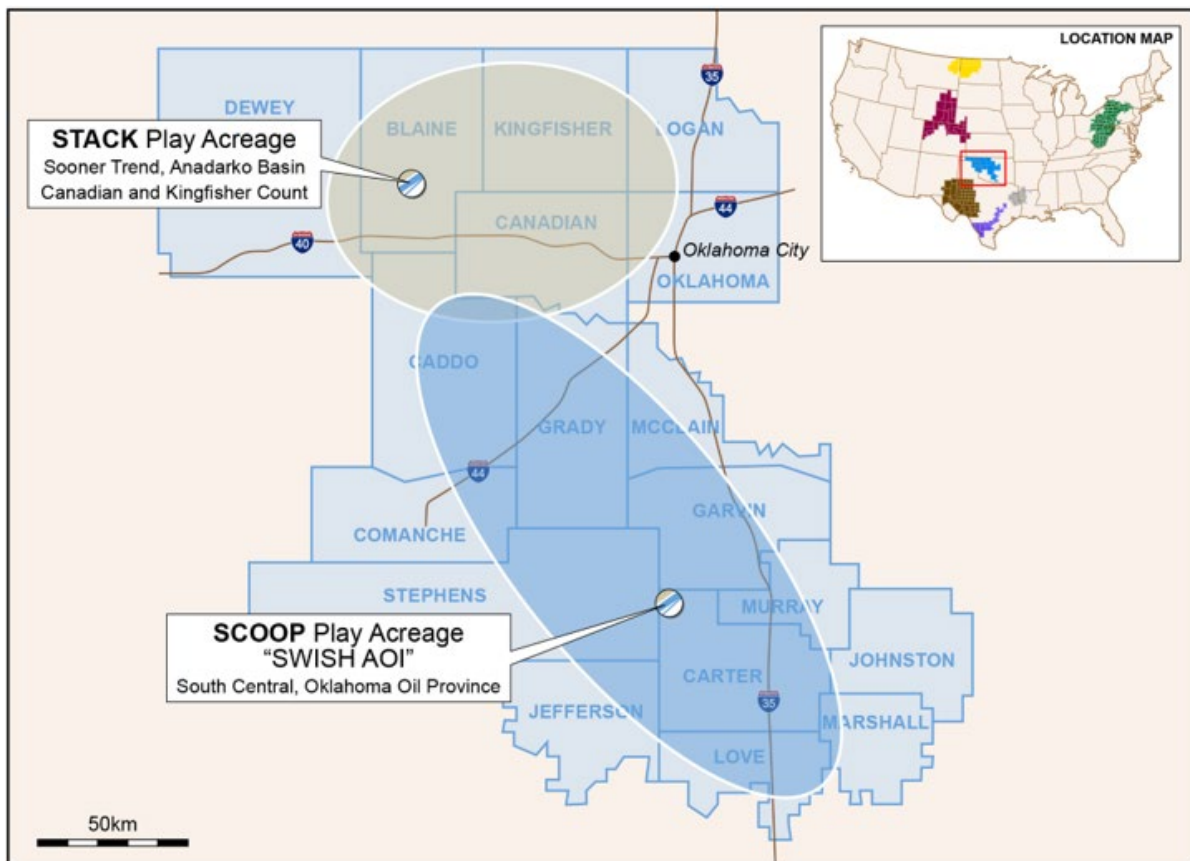 LOCATION MAP
35
DEWEY
BLAINE
KINGFISHER
LOGAN
STACK Play Acreage
Sooner Trend, Anadarko Basin
Canadian and Kingfisher Count
CANADIAN
44
40
Oklahoma City
OKLAHOMA
CADDO
GRADY
MCCLAIN
44
GARVIN
COMANCHE
STEPHENS
MURRAY
SCOOP Play Acreage
“SWISH AOI”
South Central, Oklahoma Oil Province
JOHNSTON
CARTER
35
JEFFERSON
MARSHALL
LOVE
50km